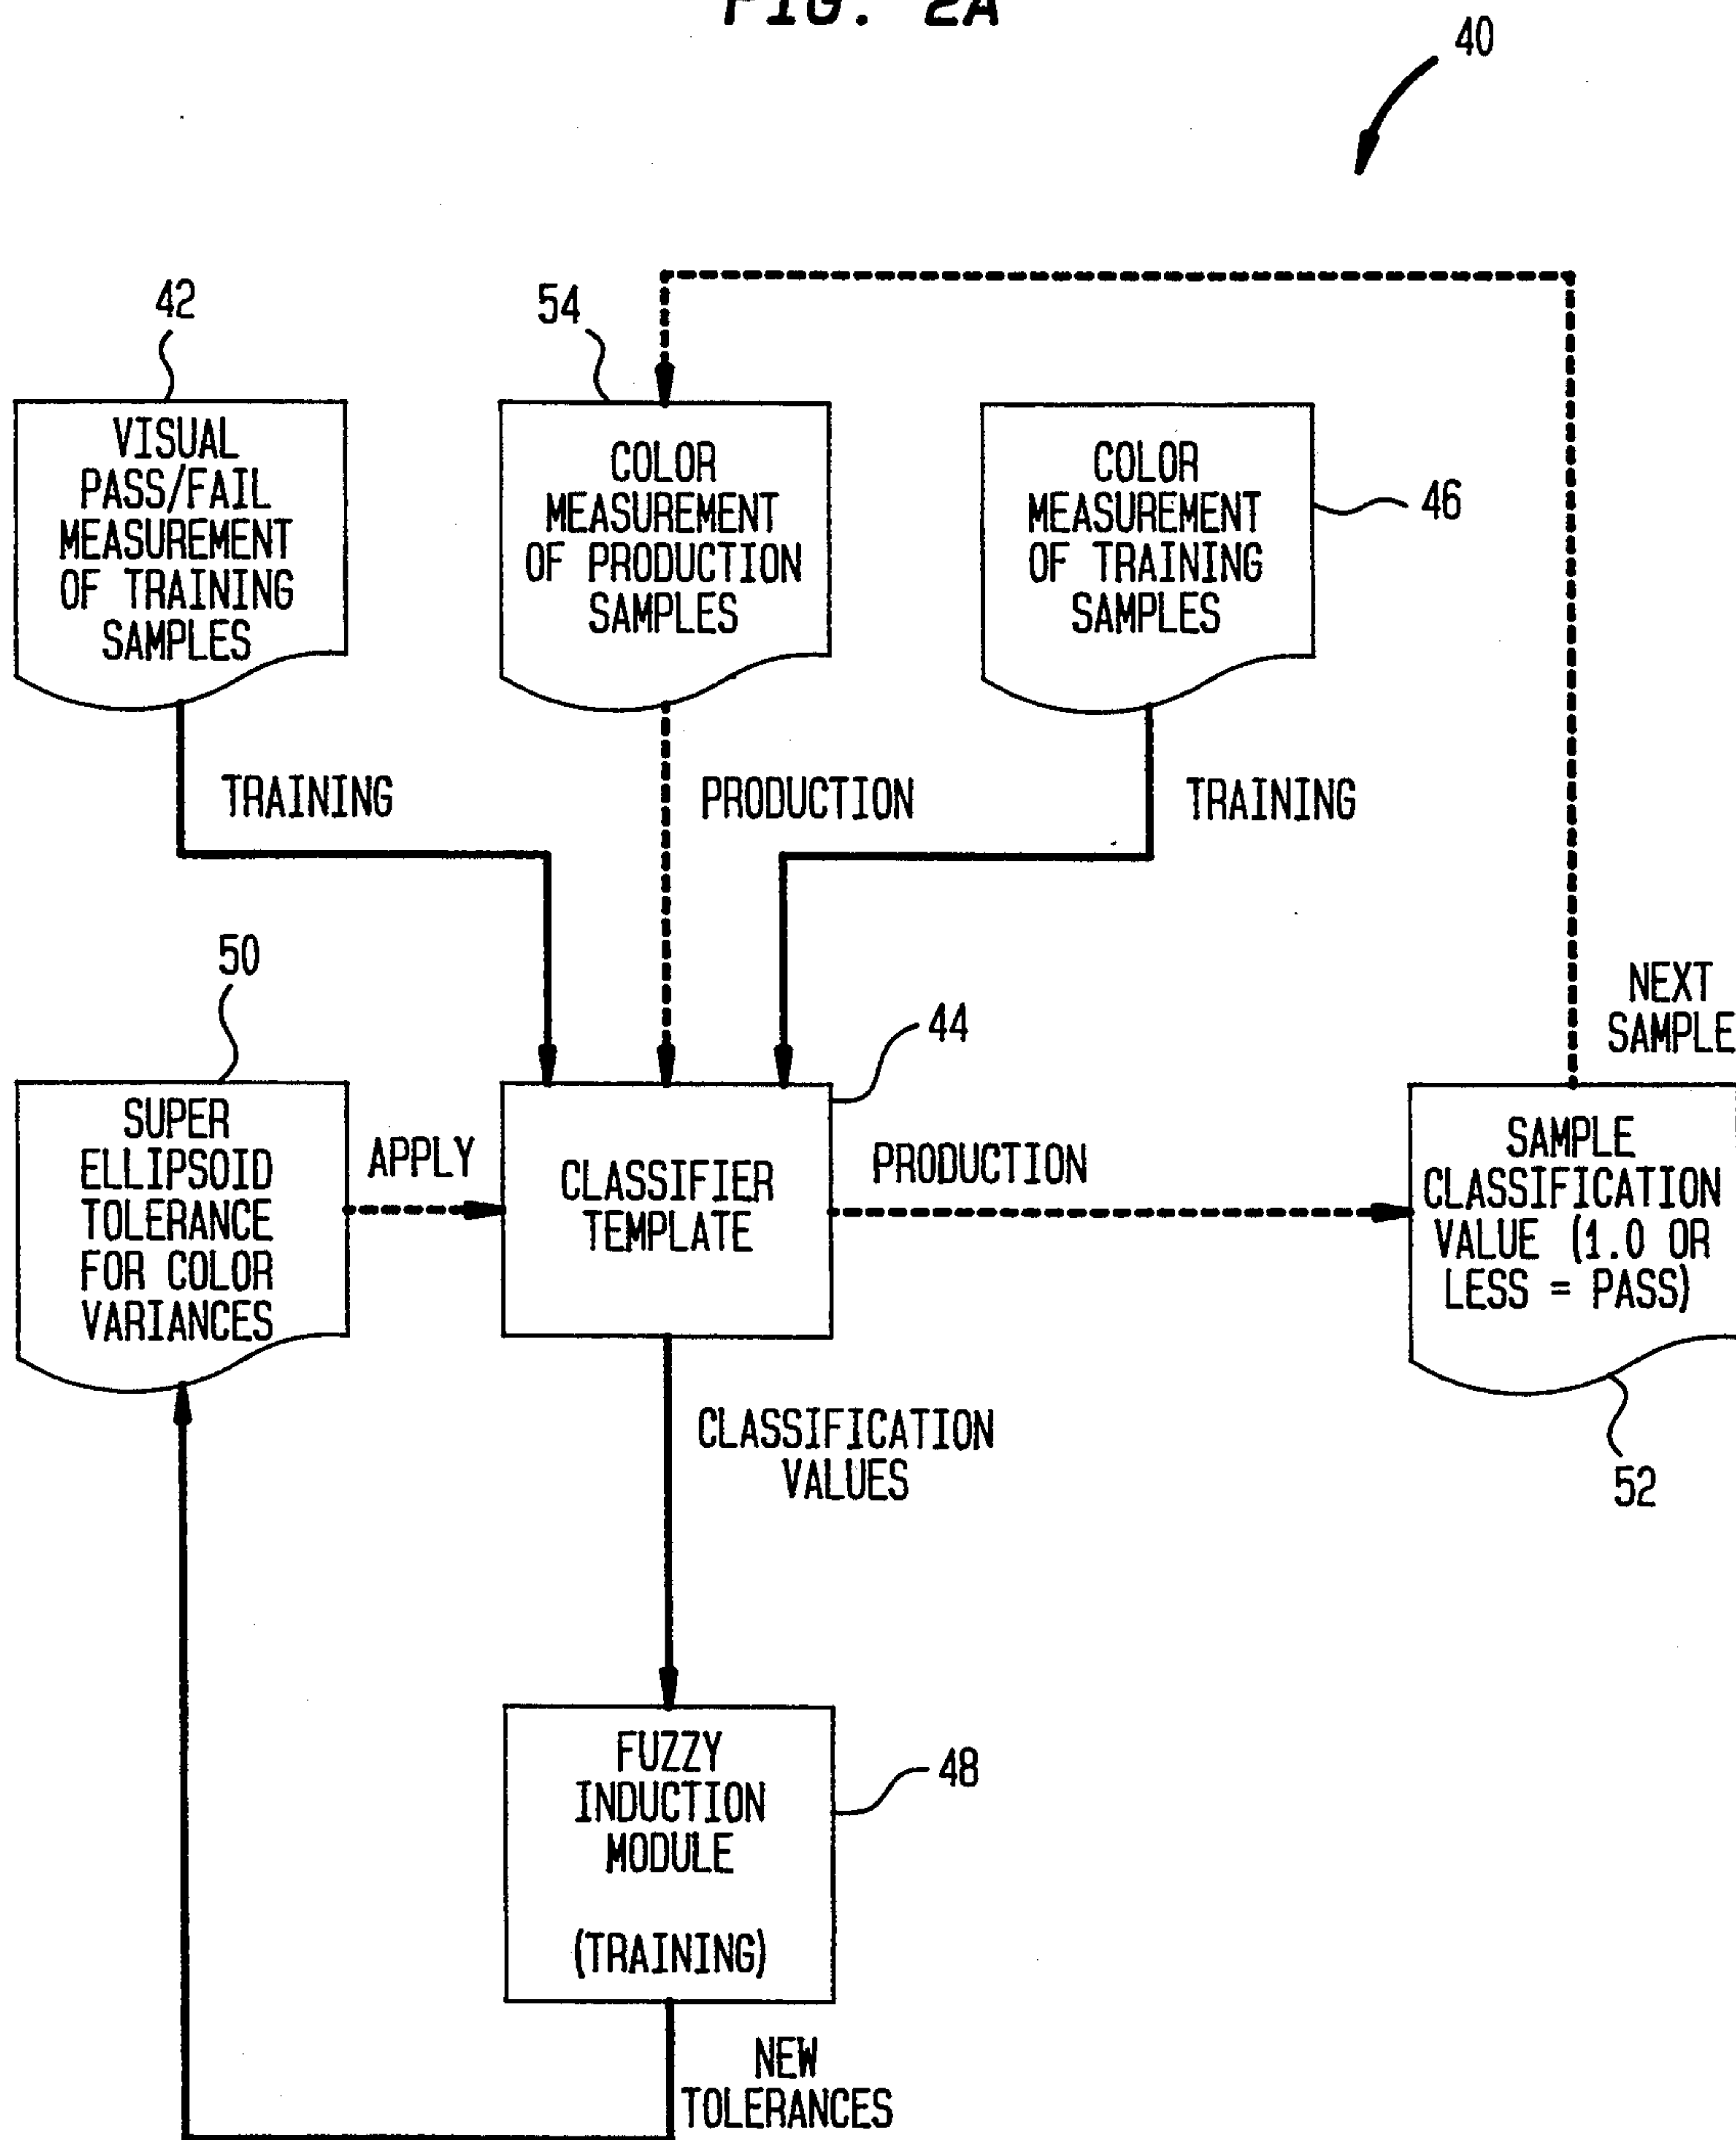 FIG. 2A
40
42
54
VISUAL
PASS/FAIL
MEASUREMENT
OF TRAINING
SAMPLES
COLOR
MEASUREMENT
OF PRODUCTION
SAMPLES
COLOR
MEASUREMENT
OF TRAINING
SAMPLES
46
TRAINING
PRODUCTION
TRAINING
50
44
NEXT
SAMPLE
SUPER
ELLIPSOID
TOLERANCE
FOR COLOR
VARIANCES
APPLY
CLASSIFIER
TEMPLATE
PRODUCTION
SAMPLE
CLASSIFICATION
VALUE (1.0 OR
LESS = PASS)
CLASSIFICATION
VALUES
52
FUZZY
INDUCTION
MODULE
(TRAINING)
48
NEW
TOLERANCES